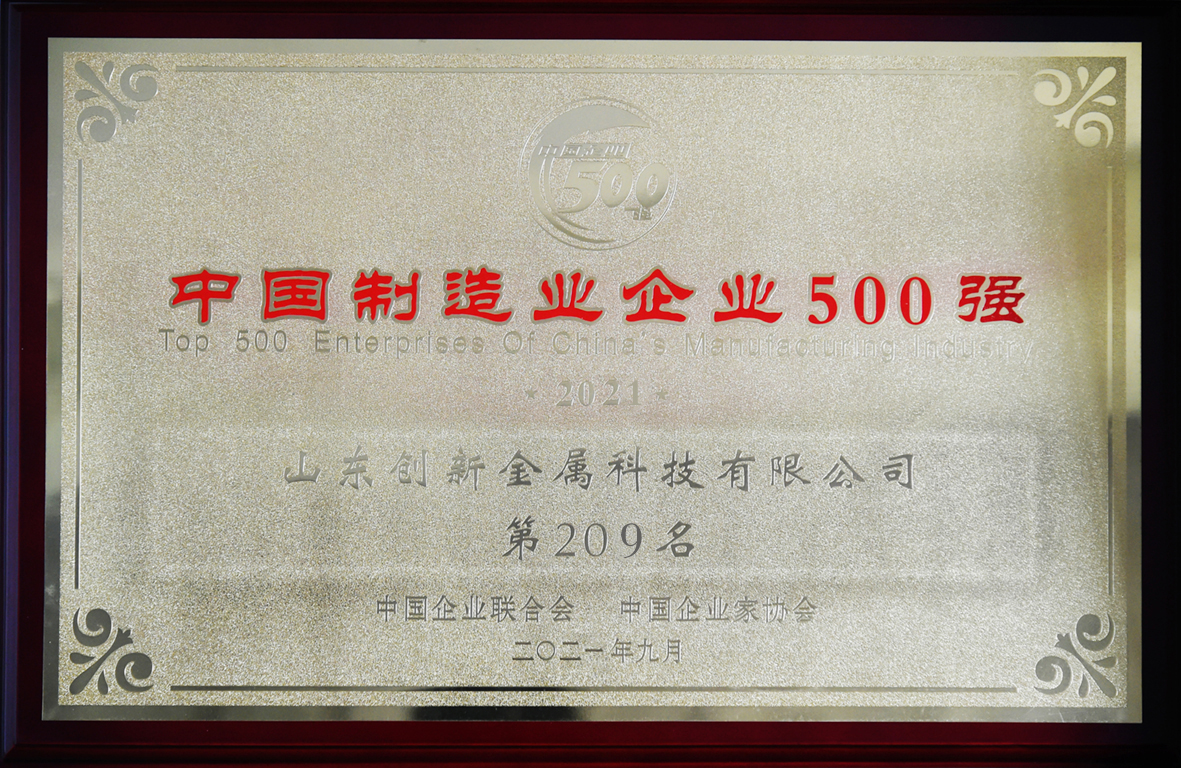 中国企业
500
强
中国制造业企业500强
Top 500 Enterprises Of China's Manufacturing Industry
2021
山东创新金属科技有限公司
第209名
中国企业联合会 中国企业家协会
二〇二一年九月